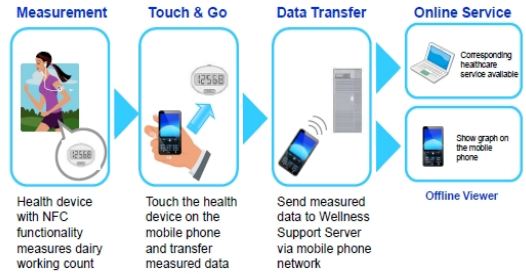 Measurement
Touch & Go
Data Transfer
Online Service
12568
12568
Corresponding
healthcare
service available
Show graph on
the mobile
phone
Offline Viewer
Health device
with NFC
functionality
measures dairy
working count
Touch the health
device on the
mobile phone
and transfer
measured data
Send measured
data to Wellness
Support Server
via mobile phone
network